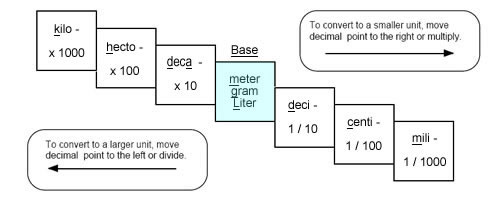 kilo -
x 1000
hecto -
x 100
deca -
x 10
Base
meter
gram
Liter
deci -
1 / 10
centi -
1 / 100
mili -
1 / 1000
To convert to a smaller unit, move
decimal point to the right or multiply.
To convert to a larger unit, move
decimal point to the left or divide.